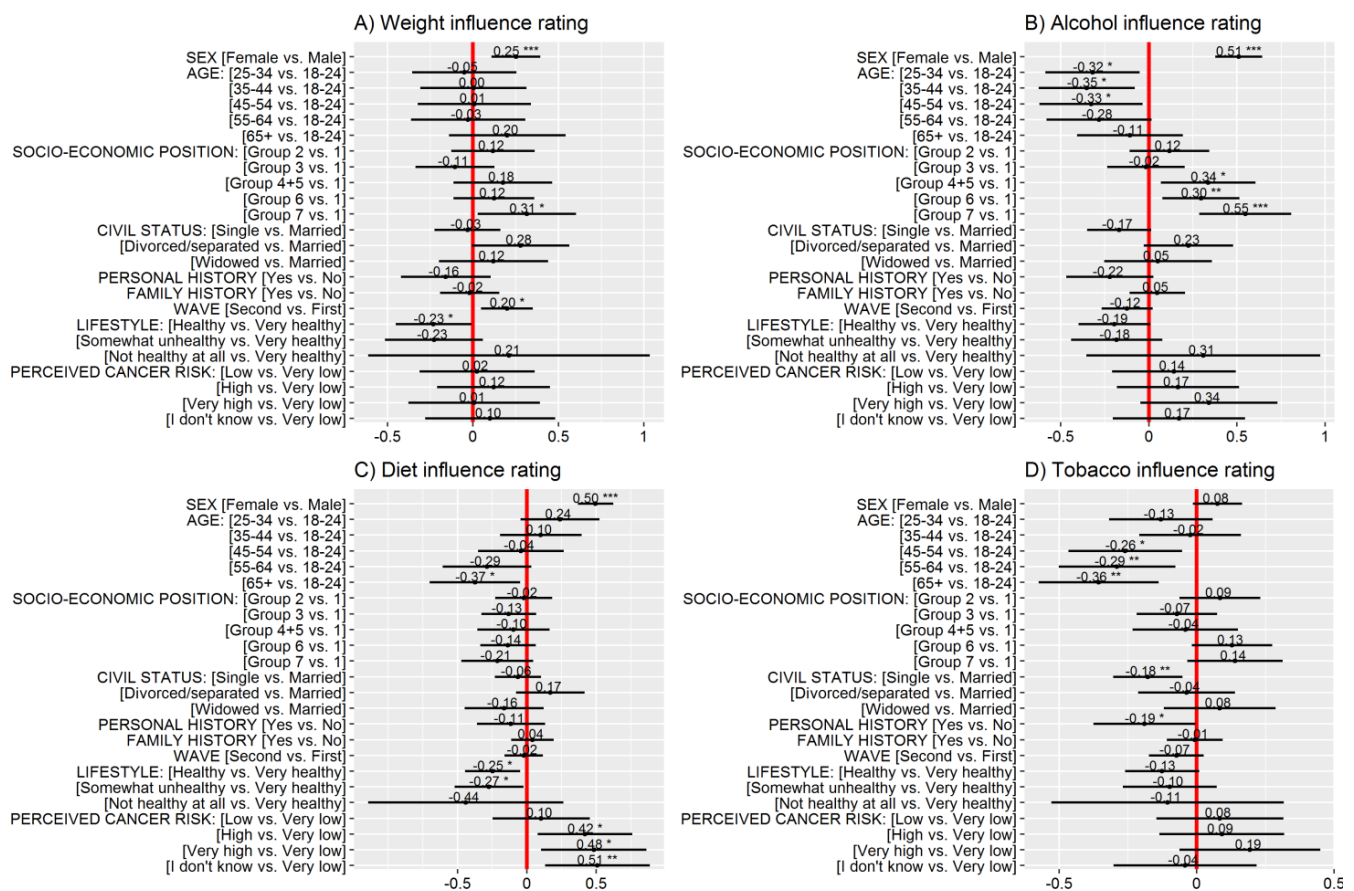 A) Weight influence rating
SEX [Female vs. Male] 0.25 ***
AGE: [25-34 vs. 18-24] -0.05
[35-44 vs. 18-24] 0.00
[45-54 vs. 18-24] 0.01
[55-64 vs. 18-24] -0.03
[65+ vs. 18-24] 0.20
SOCIO-ECONOMIC POSITION: [Group 2 vs. 1] 0.12
[Group 3 vs. 1] -0.11
[Group 4+5 vs. 1] 0.18
[Group 6 vs. 1] 0.12
[Group 7 vs. 1] 0.31 *
CIVIL STATUS: [Single vs. Married] -0.03
[Divorced/separated vs. Married] 0.28
[Widowed vs. Married] 0.12
PERSONAL HISTORY [Yes vs. No] -0.16
FAMILY HISTORY [Yes vs. No] -0.02
WAVE [Second vs. First] 0.20 *
LIFESTYLE: [Healthy vs. Very healthy] -0.23 *
[Somewhat unhealthy vs. Very healthy] -0.23
[Not healthy at all vs. Very healthy] 0.21
PERCEIVED CANCER RISK: [Low vs. Very low] 0.02
[High vs. Very low] 0.12
[Very high vs. Very low] 0.01
[I don't know vs. Very low] 0.10
-0.5 0 0.5 1
B) Alcohol influence rating
SEX [Female vs. Male] 0.51 ***
AGE: [25-34 vs. 18-24] -0.32 *
[35-44 vs. 18-24] -0.35 *
[45-54 vs. 18-24] -0.33 *
[55-64 vs. 18-24] -0.28
[65+ vs. 18-24] -0.11
SOCIO-ECONOMIC POSITION: [Group 2 vs. 1] 0.12
[Group 3 vs. 1] -0.02
[Group 4+5 vs. 1] 0.34 *
[Group 6 vs. 1] 0.30 **
[Group 7 vs. 1] 0.55 ***
CIVIL STATUS: [Single vs. Married] -0.17
[Divorced/separated vs. Married] 0.23
[Widowed vs. Married] 0.05
PERSONAL HISTORY [Yes vs. No] -0.22
FAMILY HISTORY [Yes vs. No] 0.05
WAVE [Second vs. First] -0.12
LIFESTYLE: [Healthy vs. Very healthy] -0.19
[Somewhat unhealthy vs. Very healthy] -0.18
[Not healthy at all vs. Very healthy] 0.31
PERCEIVED CANCER RISK: [Low vs. Very low] 0.14
[High vs. Very low] 0.17
[Very high vs. Very low] 0.34
[I don't know vs. Very low] 0.17
-0.5 0 0.5 1
C) Diet influence rating
SEX [Female vs. Male] 0.50 ***
AGE: [25-34 vs. 18-24] 0.24
[35-44 vs. 18-24] 0.10
[45-54 vs. 18-24] -0.04
[55-64 vs. 18-24] -0.29
[65+ vs. 18-24] -0.37 *
SOCIO-ECONOMIC POSITION: [Group 2 vs. 1] -0.02
[Group 3 vs. 1] -0.13
[Group 4+5 vs. 1] -0.10
[Group 6 vs. 1] -0.14
[Group 7 vs. 1] -0.21
CIVIL STATUS: [Single vs. Married] -0.06
[Divorced/separated vs. Married] 0.17
[Widowed vs. Married] -0.16
PERSONAL HISTORY [Yes vs. No] -0.11
FAMILY HISTORY [Yes vs. No] 0.04
WAVE [Second vs. First] -0.02
LIFESTYLE: [Healthy vs. Very healthy] -0.25 *
[Somewhat unhealthy vs. Very healthy] -0.27 *
[Not healthy at all vs. Very healthy] -0.44
PERCEIVED CANCER RISK: [Low vs. Very low] 0.10
[High vs. Very low] 0.42 *
[Very high vs. Very low] 0.48 *
[I don't know vs. Very low] 0.51 **
-0.5 0 0.5
D) Tobacco influence rating
SEX [Female vs. Male] 0.08
AGE: [25-34 vs. 18-24] -0.13
[35-44 vs. 18-24] -0.02
[45-54 vs. 18-24] -0.26 *
[55-64 vs. 18-24] -0.29 **
[65+ vs. 18-24] -0.36 **
SOCIO-ECONOMIC POSITION: [Group 2 vs. 1] 0.09
[Group 3 vs. 1] -0.07
[Group 4+5 vs. 1] -0.04
[Group 6 vs. 1] 0.13
[Group 7 vs. 1] 0.14
CIVIL STATUS: [Single vs. Married] -0.18 **
[Divorced/separated vs. Married] -0.04
[Widowed vs. Married] 0.08
PERSONAL HISTORY [Yes vs. No] -0.19 *
FAMILY HISTORY [Yes vs. No] -0.01
WAVE [Second vs. First] -0.07
LIFESTYLE: [Healthy vs. Very healthy] -0.13
[Somewhat unhealthy vs. Very healthy] -0.10
[Not healthy at all vs. Very healthy] -0.11
PERCEIVED CANCER RISK: [Low vs. Very low] 0.08
[High vs. Very low] 0.09
[Very high vs. Very low] 0.19
[I don't know vs. Very low] -0.04
-0.5 0 0.5